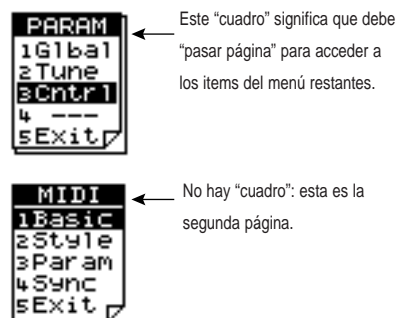 PARAM
1Glbal
2Tune
3Cntrl
4 ---
5Exit
Este “cuadro” significa que debe
“pasar página” para acceder a
los items del menú restantes.
MIDI
1Basic
2Style
3Param
4Sync
5Exit
No hay “cuadro”: esta es la
segunda página.